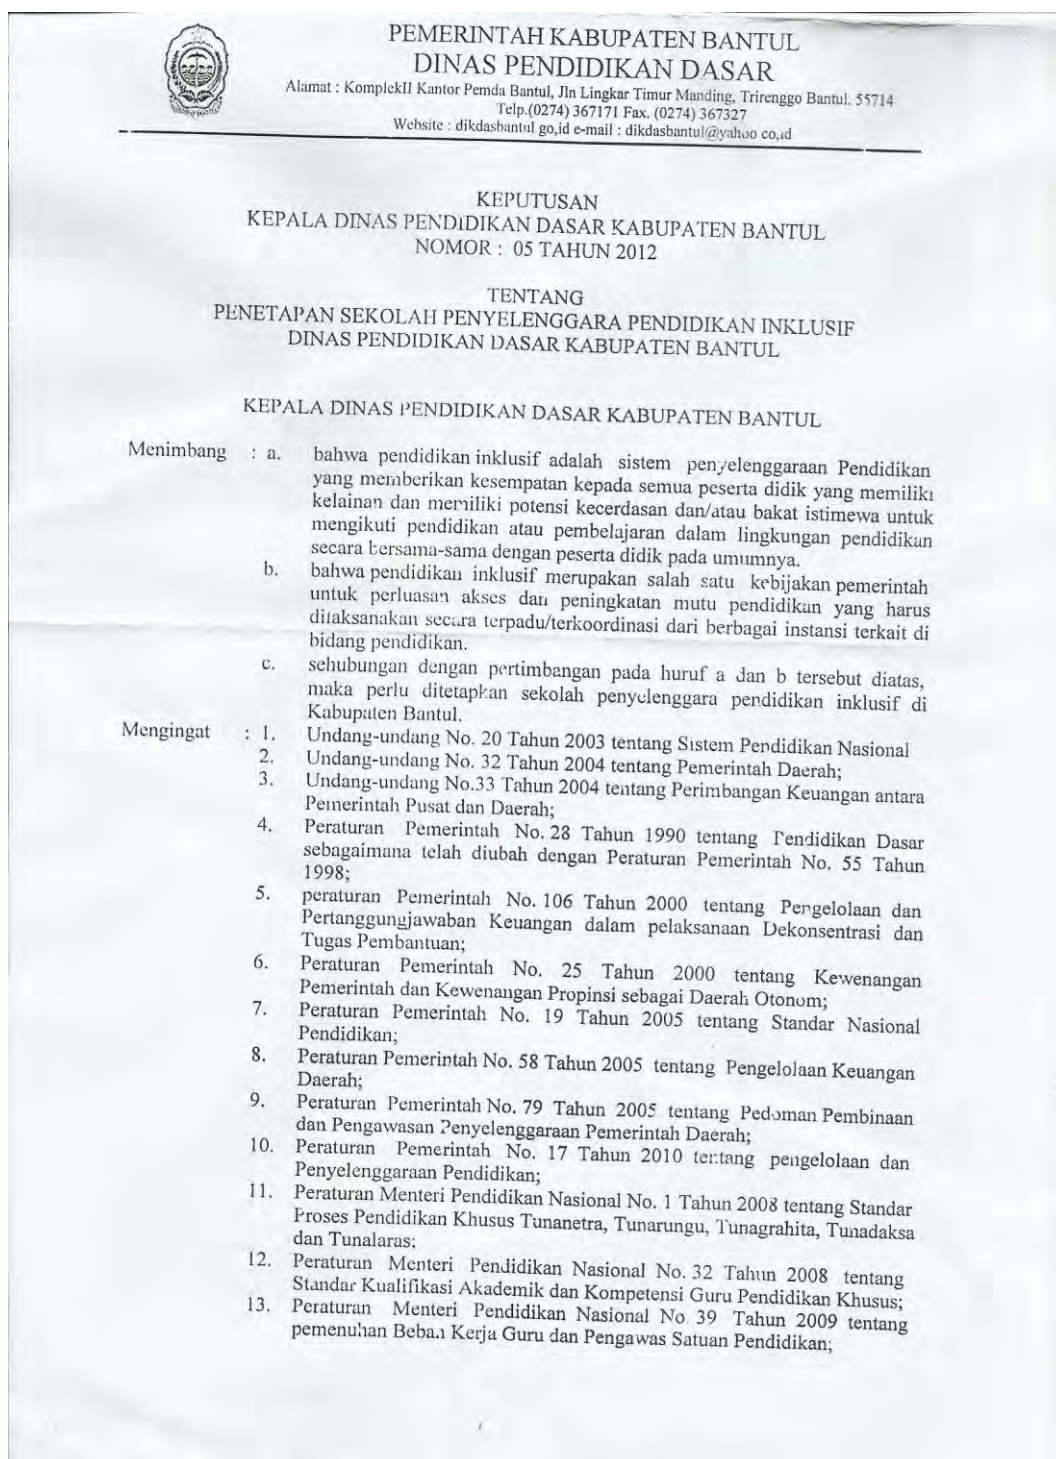 PEMERINTAH KABUPATEN BANTUL
DINAS PENDIDIKAN DASAR
Alamat : KomplekII Kantor Pemda Bantul, Jln Lingkar Timur Manding, Trirenggo Bantul. 55714
Telp.(0274) 367171 Fax. (0274) 367327
Website : dikdasbantul go,id e-mail : dikdasbantul@yahoo co,id
KEPUTUSAN
KEPALA DINAS PENDIDIKAN DASAR KABUPATEN BANTUL
NOMOR : 05 TAHUN 2012
TENTANG
PENETAPAN SEKOLAH PENYELENGGARA PENDIDIKAN INKLUSIF
DINAS PENDIDIKAN DASAR KABUPATEN BANTUL
KEPALA DINAS PENDIDIKAN DASAR KABUPATEN BANTUL
Menimbang : a. bahwa pendidikan inklusif adalah sistem penyelenggaraan Pendidikan
yang memberikan kesempatan kepada semua peserta didik yang memiliki
kelainan dan memiliki potensi kecerdasan dan/atau bakat istimewa untuk
mengikuti pendidikan atau pembelajaran dalam lingkungan pendidikan
secara bersama-sama dengan peserta didik pada umumnya.
b. bahwa pendidikan inklusif merupakan salah satu kebijakan pemerintah
untuk perluasan akses dan peningkatan mutu pendidikan yang harus
dilaksanakan secara terpadu/terkoordinasi dari berbagai instansi terkait di
bidang pendidikan.
c. sehubungan dengan pertimbangan pada huruf a dan b tersebut diatas,
maka perlu ditetapkan sekolah penyelenggara pendidikan inklusif di
Kabupaten Bantul.
Mengingat : 1. Undang-undang No. 20 Tahun 2003 tentang Sistem Pendidikan Nasional
2. Undang-undang No. 32 Tahun 2004 tentang Pemerintah Daerah;
3. Undang-undang No.33 Tahun 2004 tentang Perimbangan Keuangan antara
Pemerintah Pusat dan Daerah;
4. Peraturan Pemerintah No. 28 Tahun 1990 tentang Pendidikan Dasar
sebagaimana telah diubah dengan Peraturan Pemerintah No. 55 Tahun
1998;
5. peraturan Pemerintah No. 106 Tahun 2000 tentang Pengelolaan dan
Pertanggungjawaban Keuangan dalam pelaksanaan Dekonsentrasi dan
Tugas Pembantuan;
6. Peraturan Pemerintah No. 25 Tahun 2000 tentang Kewenangan
Pemerintah dan Kewenangan Propinsi sebagai Daerah Otonom;
7. Peraturan Pemerintah No. 19 Tahun 2005 tentang Standar Nasional
Pendidikan;
8. Peraturan Pemerintah No. 58 Tahun 2005 tentang Pengelolaan Keuangan
Daerah;
9. Peraturan Pemerintah No. 79 Tahun 2005 tentang Pedoman Pembinaan
dan Pengawasan Penyelenggaraan Pemerintah Daerah;
10. Peraturan Pemerintah No. 17 Tahun 2010 tentang pengelolaan dan
Penyelenggaraan Pendidikan;
11. Peraturan Menteri Pendidikan Nasional No. 1 Tahun 2008 tentang Standar
Proses Pendidikan Khusus Tunanetra, Tunarungu, Tunagrahita, Tunadaksa
dan Tunalaras;
12. Peraturan Menteri Pendidikan Nasional No. 32 Tahun 2008 tentang
Standar Kualifikasi Akademik dan Kompetensi Guru Pendidikan Khusus;
13. Peraturan Menteri Pendidikan Nasional No 39 Tahun 2009 tentang
pemenuhan Beban Kerja Guru dan Pengawas Satuan Pendidikan;